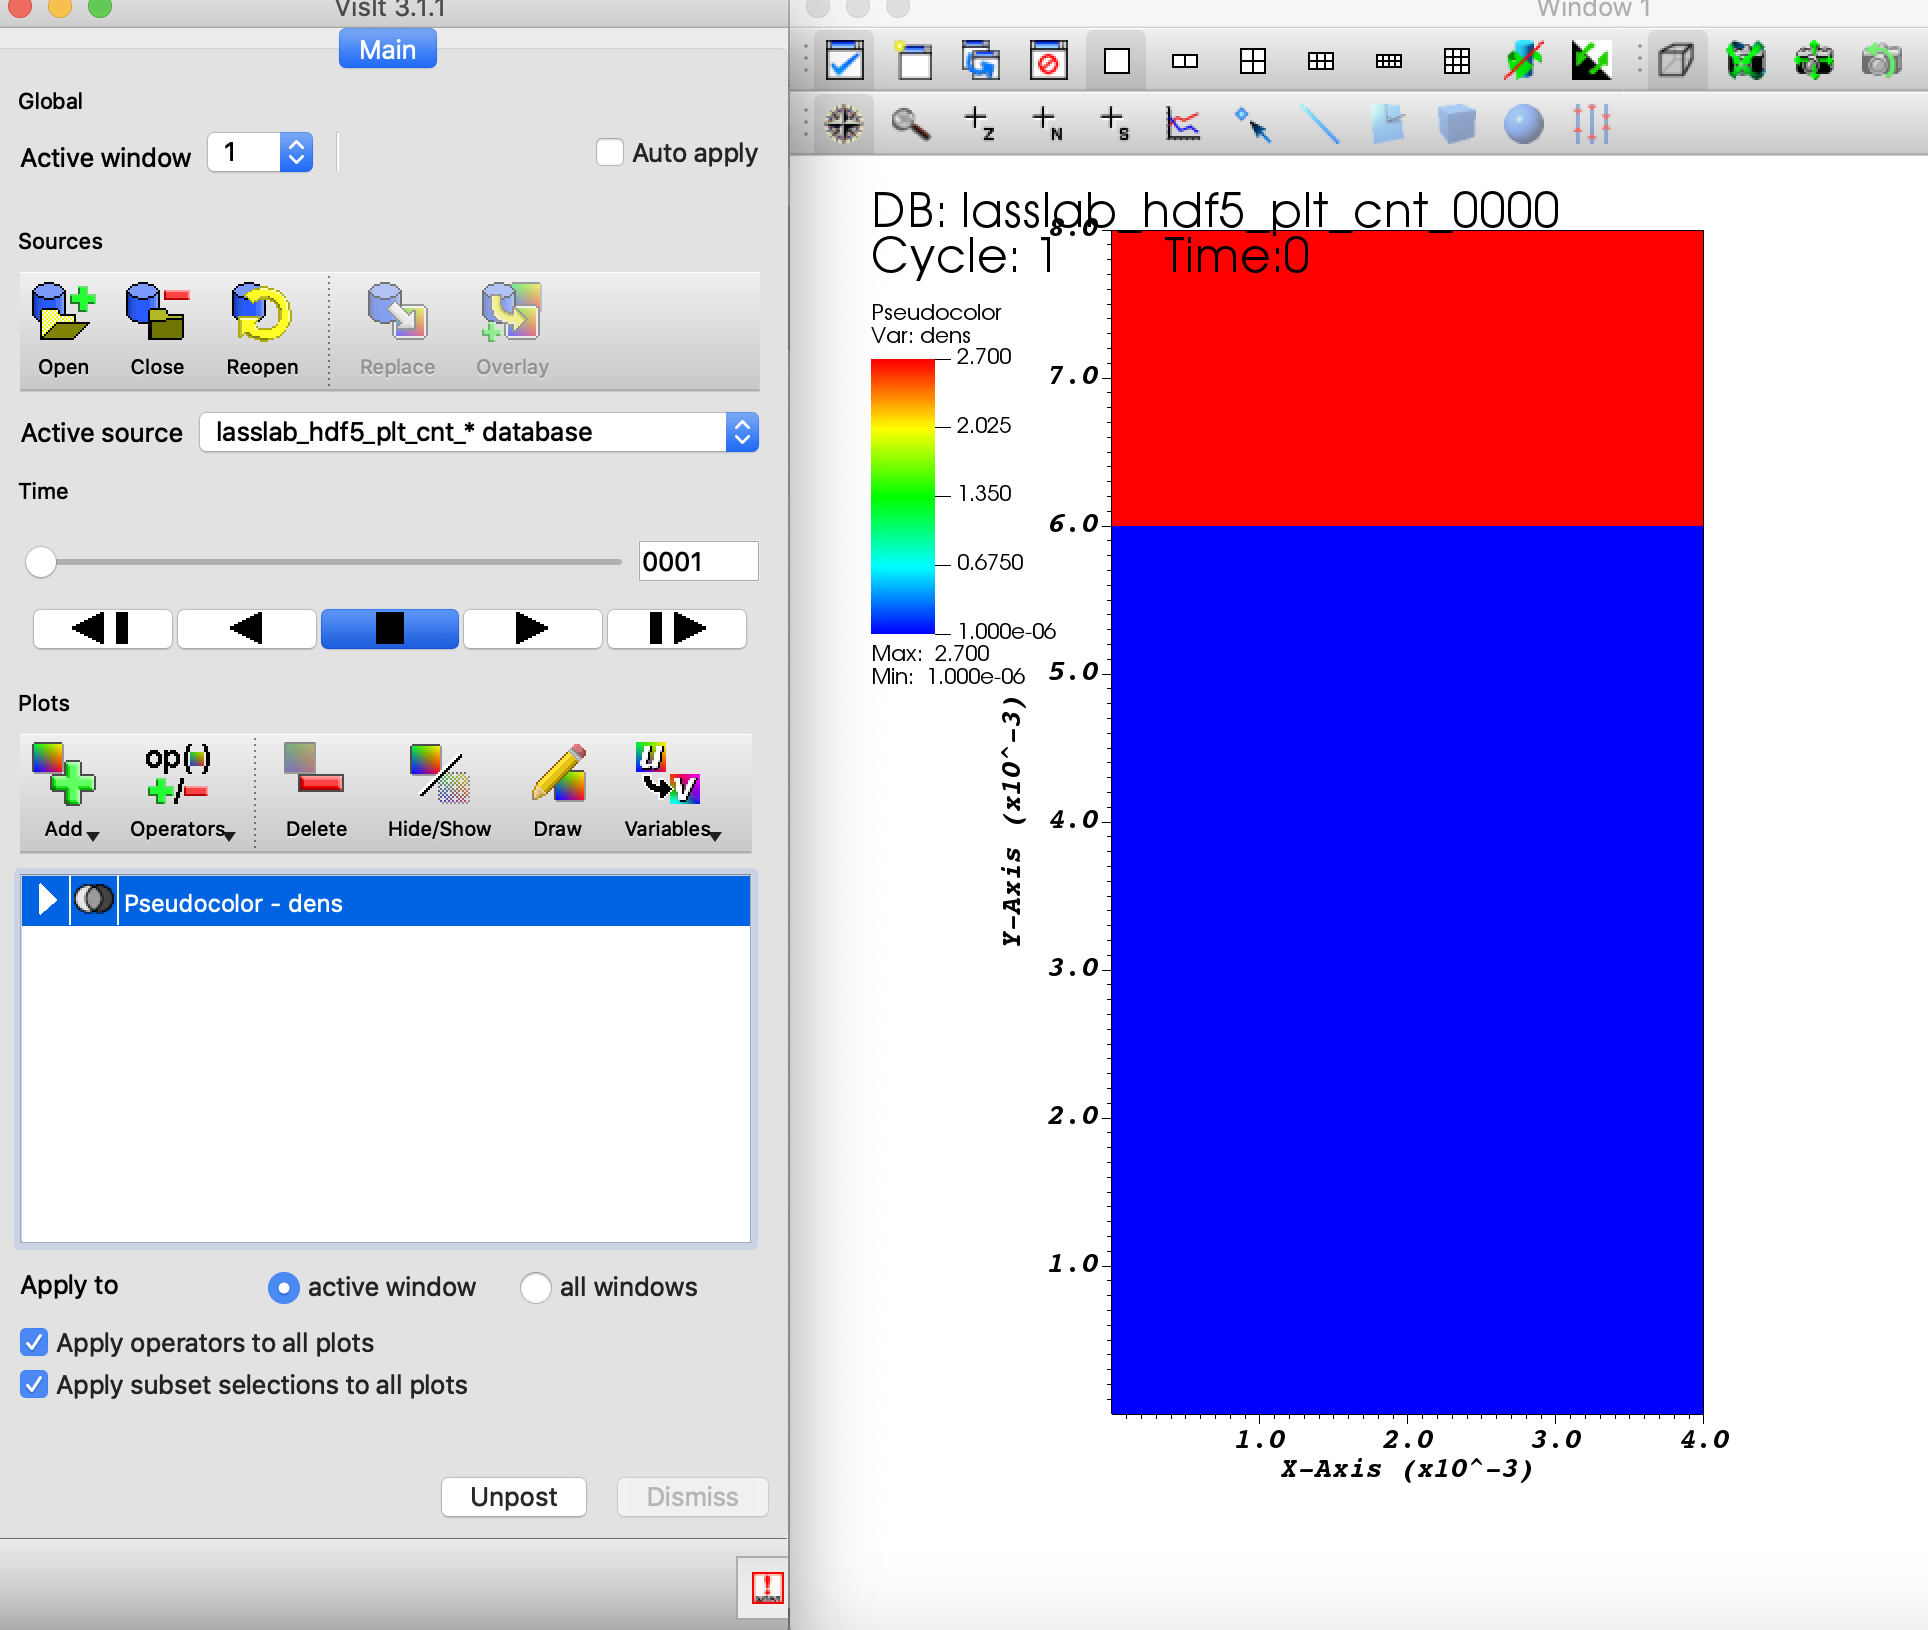 VisIt 3.1.1
Main
Global
Active window 1
Auto apply
Sources
Open
Close
Reopen
Replace
Overlay
Active source lasslab_hdf5_plt_cnt_* database
Time
0001
Plots
op( )
+/-
Add
Operators
Delete
Hide/Show
Draw
U
V
Variables
Pseudocolor - dens
Apply to
active window
all windows
Apply operators to all plots
Apply subset selections to all plots
Unpost
Dismiss
Window 1
Z
N
S
DB: lasslab_hdf5_plt_cnt_0000
Cycle: 1 Time:0
Pseudocolor
Var: dens
2.700
2.025
1.350
0.6750
1.000e-06
Max: 2.700
Min: 1.000e-06
8.0
7.0
6.0
5.0
4.0
3.0
2.0
1.0
Y-Axis (x10^-3)
1.0
2.0
3.0
4.0
X-Axis (x10^-3)